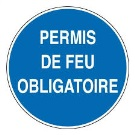 PERMIS
DE FEU
OBLIGATOIRE